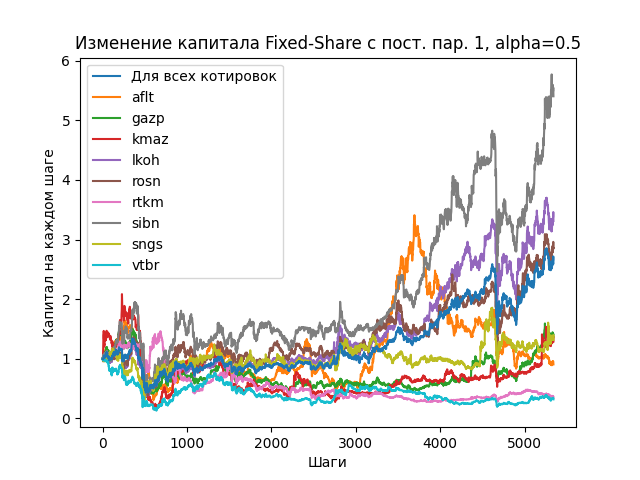 Изменение капитала Fixed-Share с пост. пар. 1, alpha=0.5
Капитал на каждом шаге
6
5
4
3
2
1
0
Для всех котировок
aflt
gazp
kmaz
lkoh
rosn
rtkm
sibn
sngs
vtbr
0 1000 2000 3000 4000 5000
Шаги